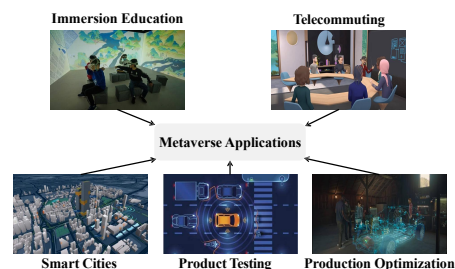 Immersion Education
Telecommuting
Metaverse Applications
Smart Cities
Product Testing
Production Optimization